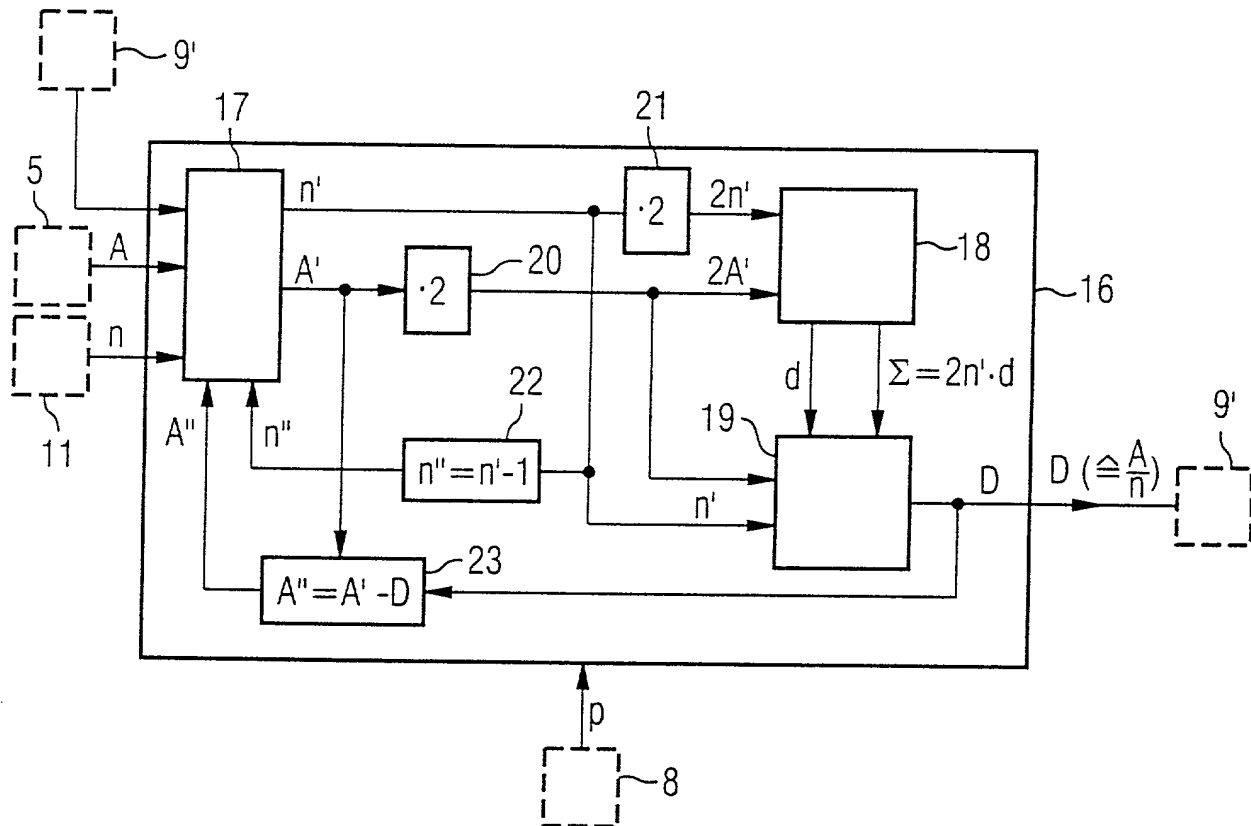 9'
17
21
5
n'
·2
2n'
18
A
A'
20
·2
2A'
16
n
d
Σ=2n'·d
22
11
A"
n"
n"=n'-1
19
9'
n'
D
D (≙A/n)
23
A"=A'-D
p
8